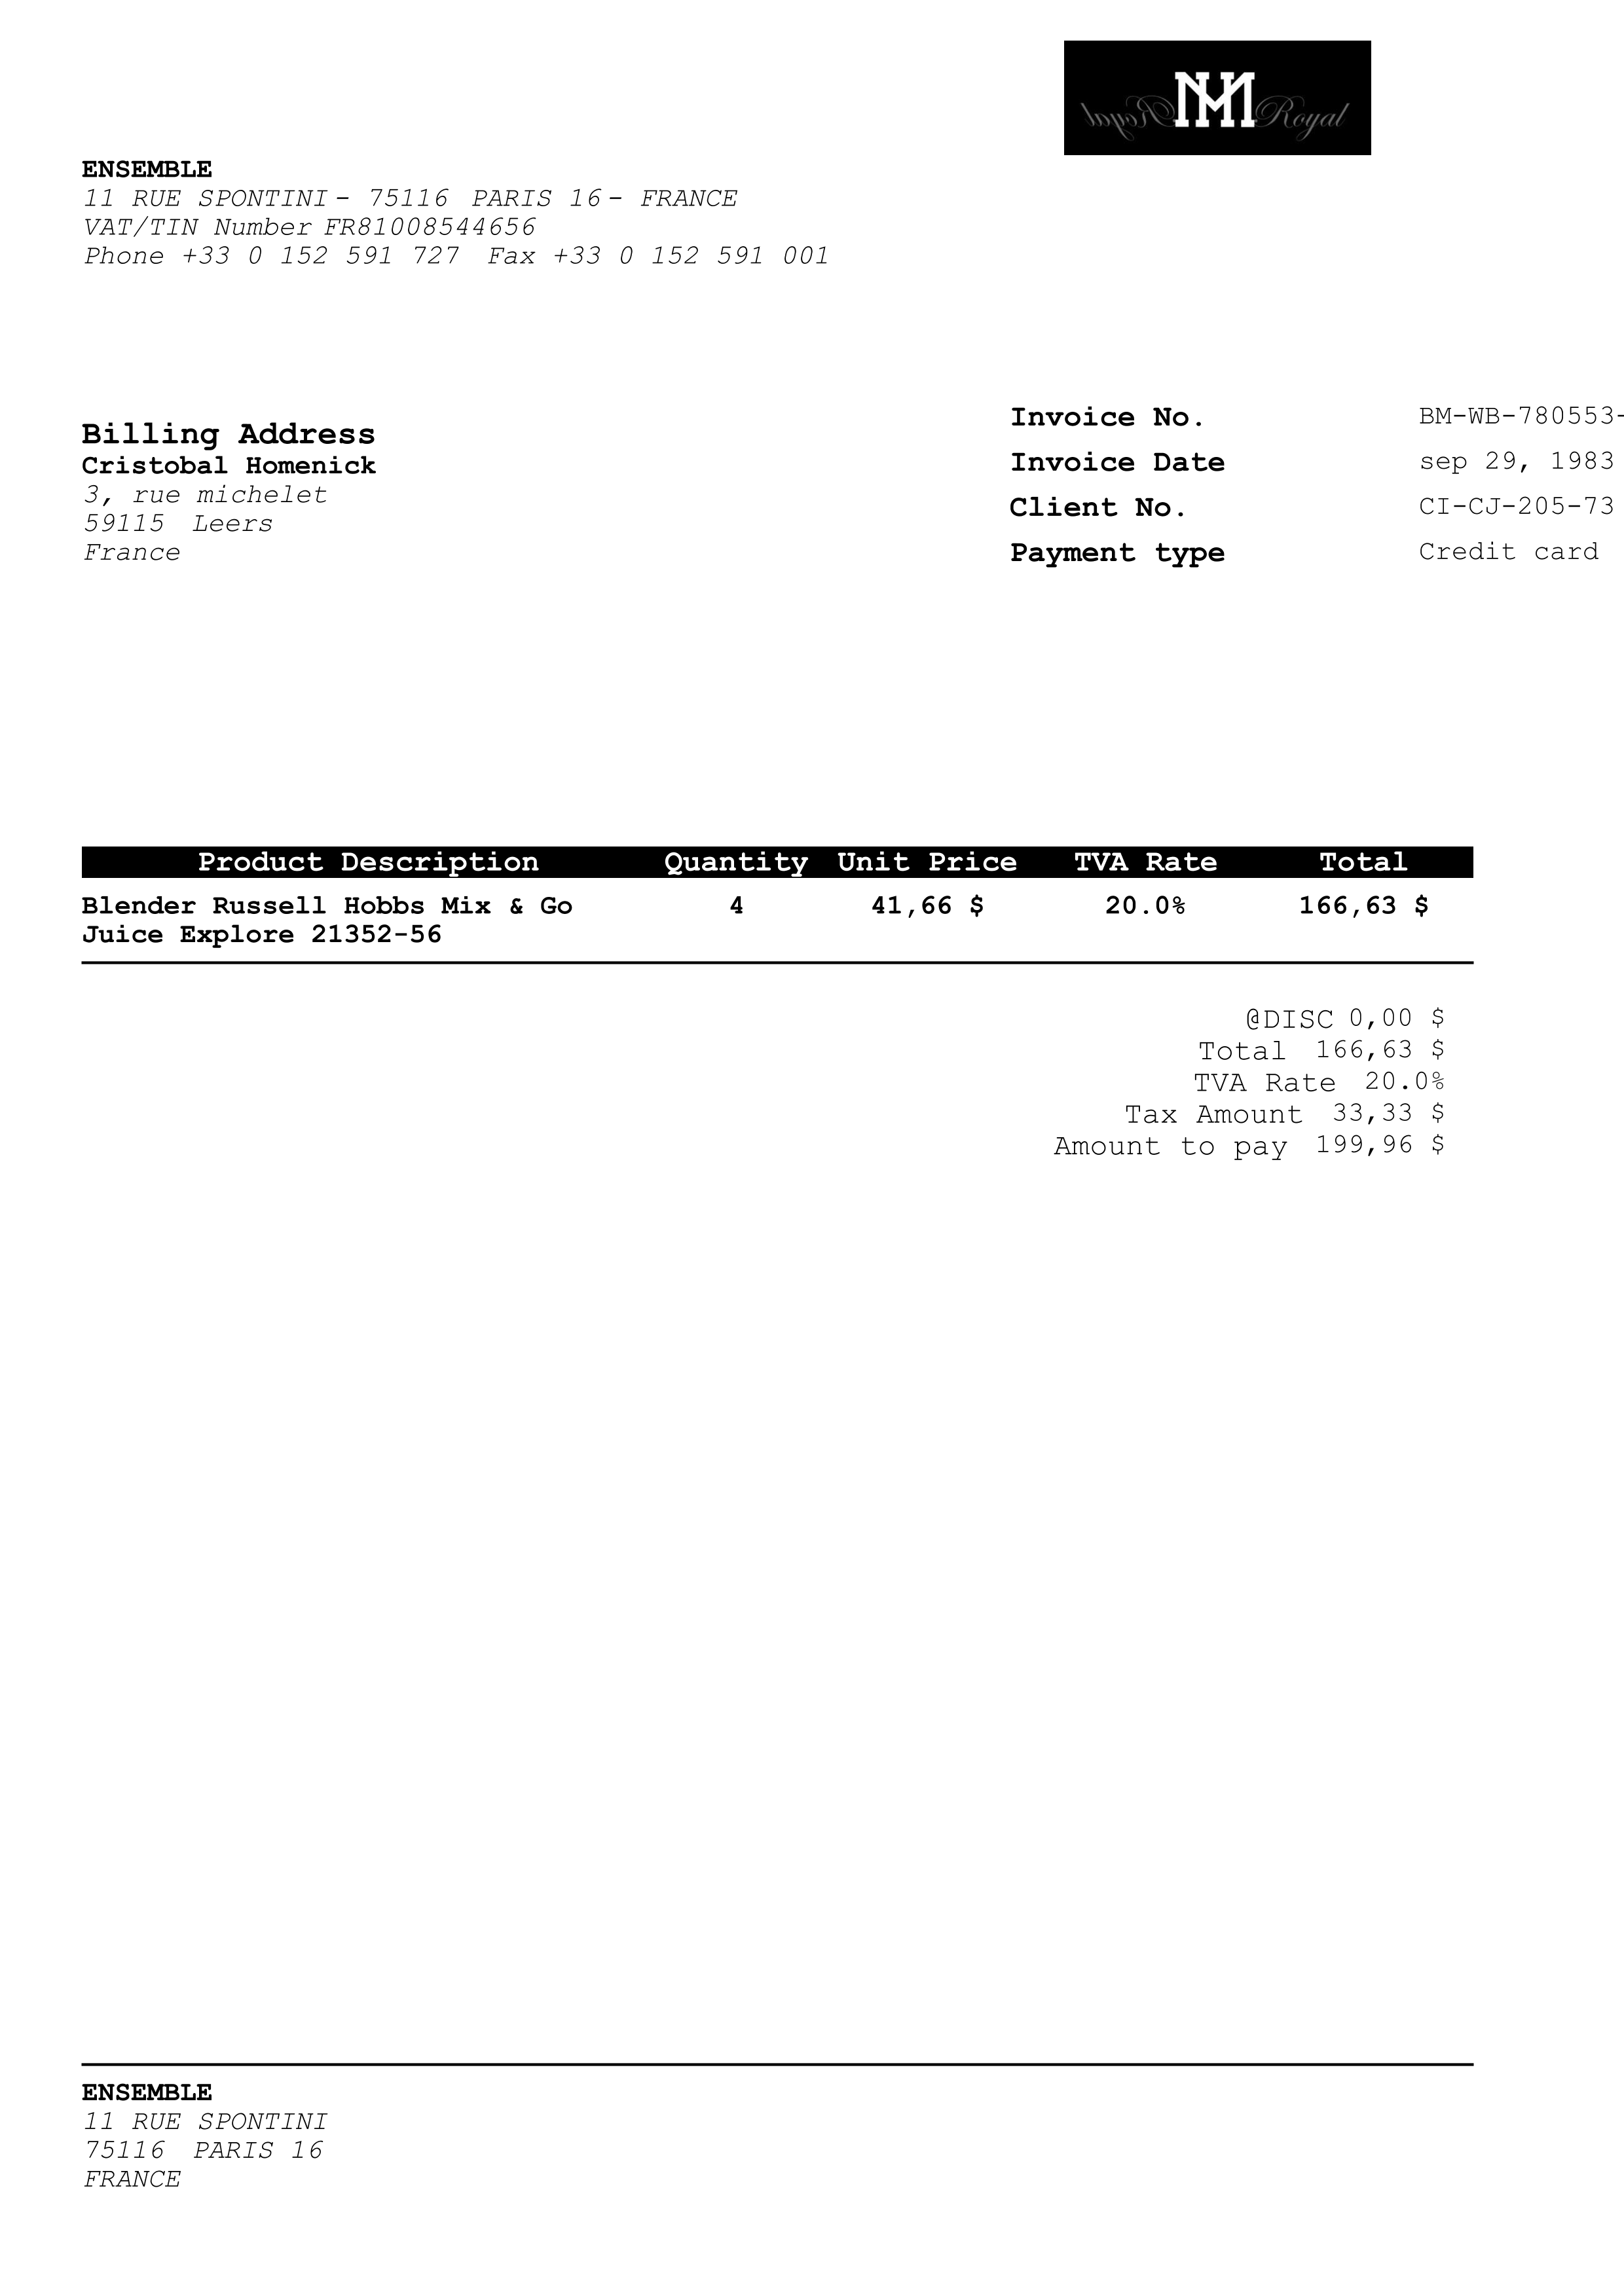 Royal MH Royal
ENSEMBLE
11 RUE SPONTINI - 75116 PARIS 16 - FRANCE
VAT/TIN Number FR81008544656
Phone +33 0 152 591 727 Fax +33 0 152 591 001
Invoice No. BM-WB-780553-
Billing Address
Invoice Date sep 29, 1983
Cristobal Homenick
3, rue michelet
Client No. CI-CJ-205-73
59115 Leers
Payment type Credit card
France
Product Description Quantity Unit Price TVA Rate Total
Blender Russell Hobbs Mix & Go 4 41,66 $ 20.0% 166,63 $
Juice Explore 21352-56
@DISC 0,00 $
Total 166,63 $
TVA Rate 20.0%
Tax Amount 33,33 $
Amount to pay 199,96 $
ENSEMBLE
11 RUE SPONTINI
75116 PARIS 16
FRANCE